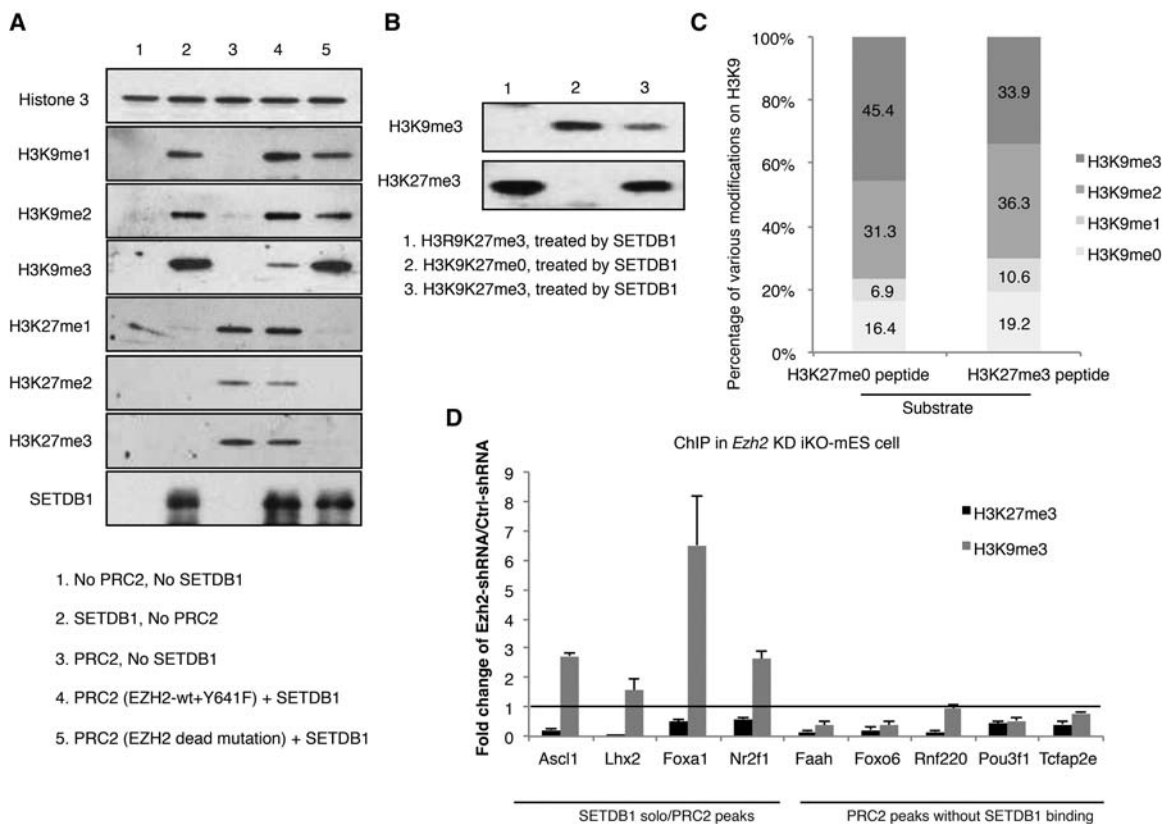 A
1 2 3 4 5
Histone 3
H3K9me1
H3K9me2
H3K9me3
H3K27me1
H3K27me2
H3K27me3
SETDB1
1. No PRC2, No SETDB1
2. SETDB1, No PRC2
3. PRC2, No SETDB1
4. PRC2 (EZH2-wt+Y641F) + SETDB1
5. PRC2 (EZH2 dead mutation) + SETDB1
B
1 2 3
H3K9me3
H3K27me3
1. H3R9K27me3, treated by SETDB1
2. H3K9K27me0, treated by SETDB1
3. H3K9K27me3, treated by SETDB1
C
Percentage of various modifications on H3K9
100%
80%
60%
40%
20%
0%
45.4
31.3
6.9
16.4
33.9
36.3
10.6
19.2
H3K9me3
H3K9me2
H3K9me1
H3K9me0
H3K27me0 peptide H3K27me3 peptide
Substrate
D
ChIP in Ezh2 KD iKO-mES cell
Fold change of Ezh2-shRNA/Ctrl-shRNA
9
8
7
6
5
4
3
2
1
0
H3K27me3
H3K9me3
Ascl1 Lhx2 Foxa1 Nr2f1 Faah Foxo6 Rnf220 Pou3f1 Tcfap2e
SETDB1 solo/PRC2 peaks PRC2 peaks without SETDB1 binding